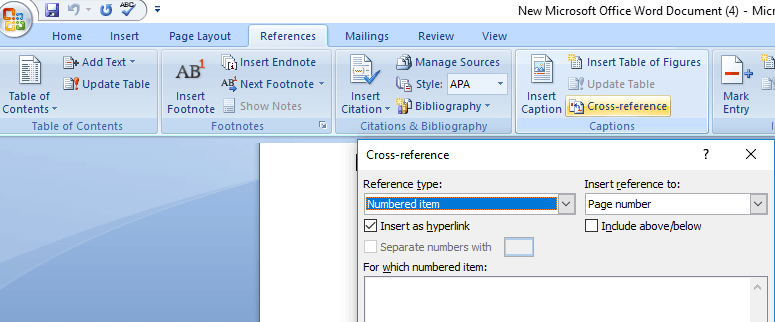 New Microsoft Office Word Document (4) - Micr
ABC
Home Insert Page Layout References Mailings Review View
Table of Contents
Add Text
Update Table
Table of Contents
AB1
Insert Footnote
Insert Endnote
AB1 Next Footnote
Show Notes
Footnotes
Insert Citation
Manage Sources
Style: APA
Bibliography
Citations & Bibliography
Insert Caption
Insert Table of Figures
Update Table
Cross-reference
Captions
Mark Entry
Cross-reference ?
Reference type: Insert reference to:
Numbered item Page number
Insert as hyperlink Include above/below
Separate numbers with
For which numbered item: